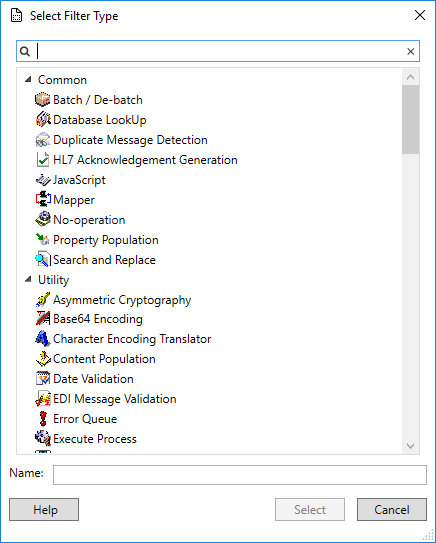 Select Filter Type
Common
Batch / De-batch
Database LookUp
Duplicate Message Detection
HL7 Acknowledgement Generation
JavaScript
Mapper
No-operation
Property Population
Search and Replace
Utility
Asymmetric Cryptography
Base64 Encoding
Character Encoding Translator
Content Population
Date Validation
EDI Message Validation
Error Queue
Execute Process
Name:
Help Select Cancel